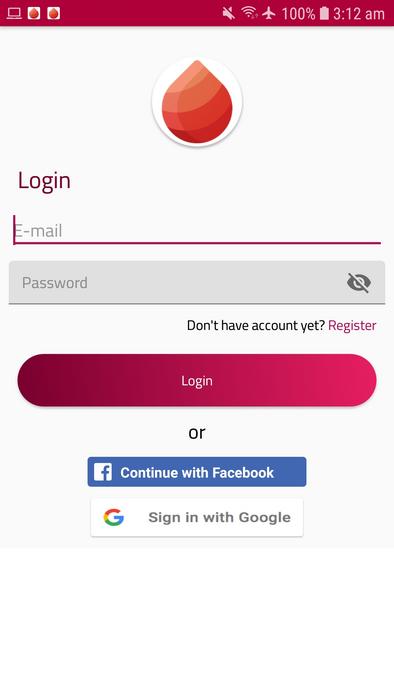 100% 3:12 am
Login
E-mail
Password
Don't have account yet? Register
Login
or
Continue with Facebook
Sign in with Google